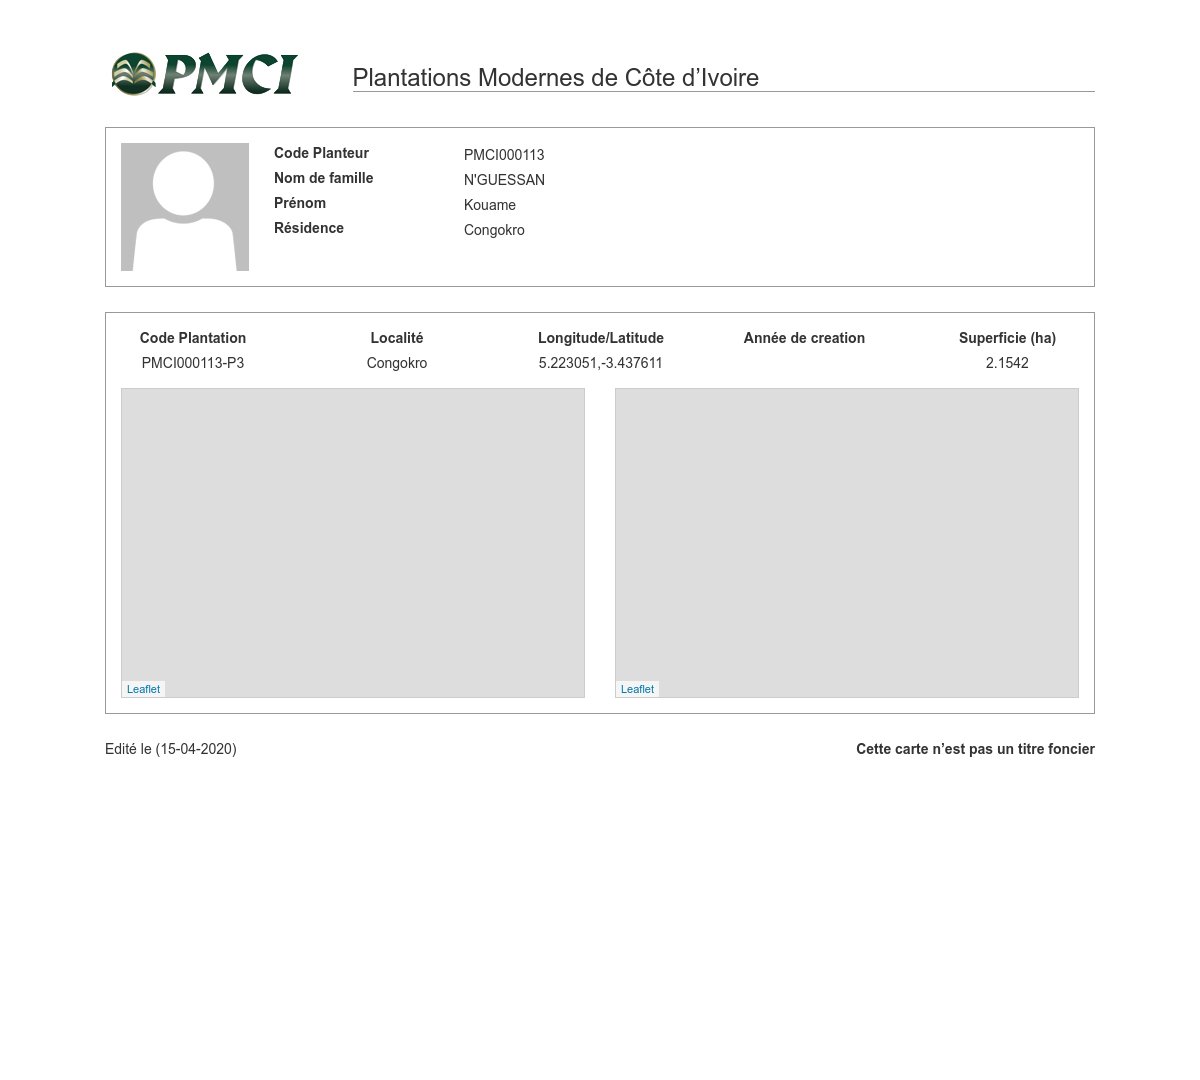 PMCI
Plantations Modernes de Côte d’Ivoire
Code Planteur PMCI000113
Nom de famille N'GUESSAN
Prénom Kouame
Résidence Congokro
Code Plantation Localité Longitude/Latitude Année de creation Superficie (ha)
PMCI000113-P3 Congokro 5.223051,-3.437611 2.1542
Leaflet Leaflet
Edité le (15-04-2020) Cette carte n’est pas un titre foncier